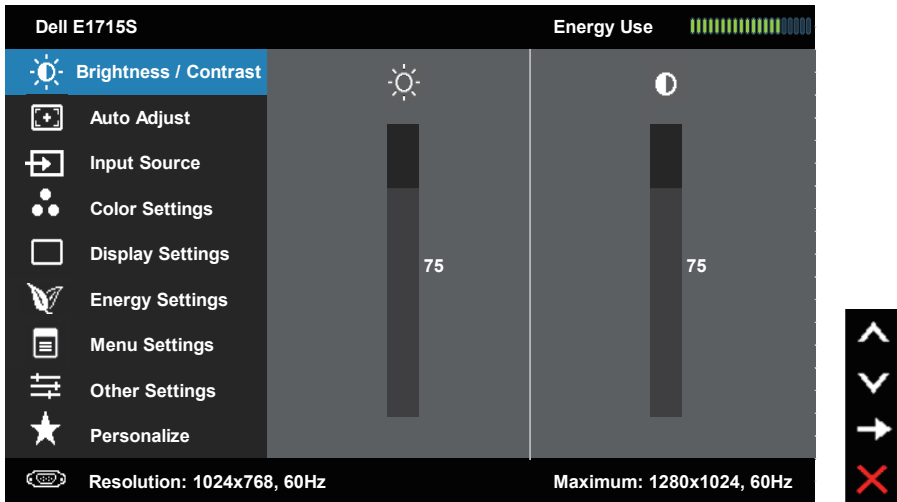 Dell E1715S
Energy Use
Brightness / Contrast
Auto Adjust
Input Source
Color Settings
Display Settings
Energy Settings
Menu Settings
Other Settings
Personalize
75
75
Resolution: 1024x768, 60Hz
Maximum: 1280x1024, 60Hz